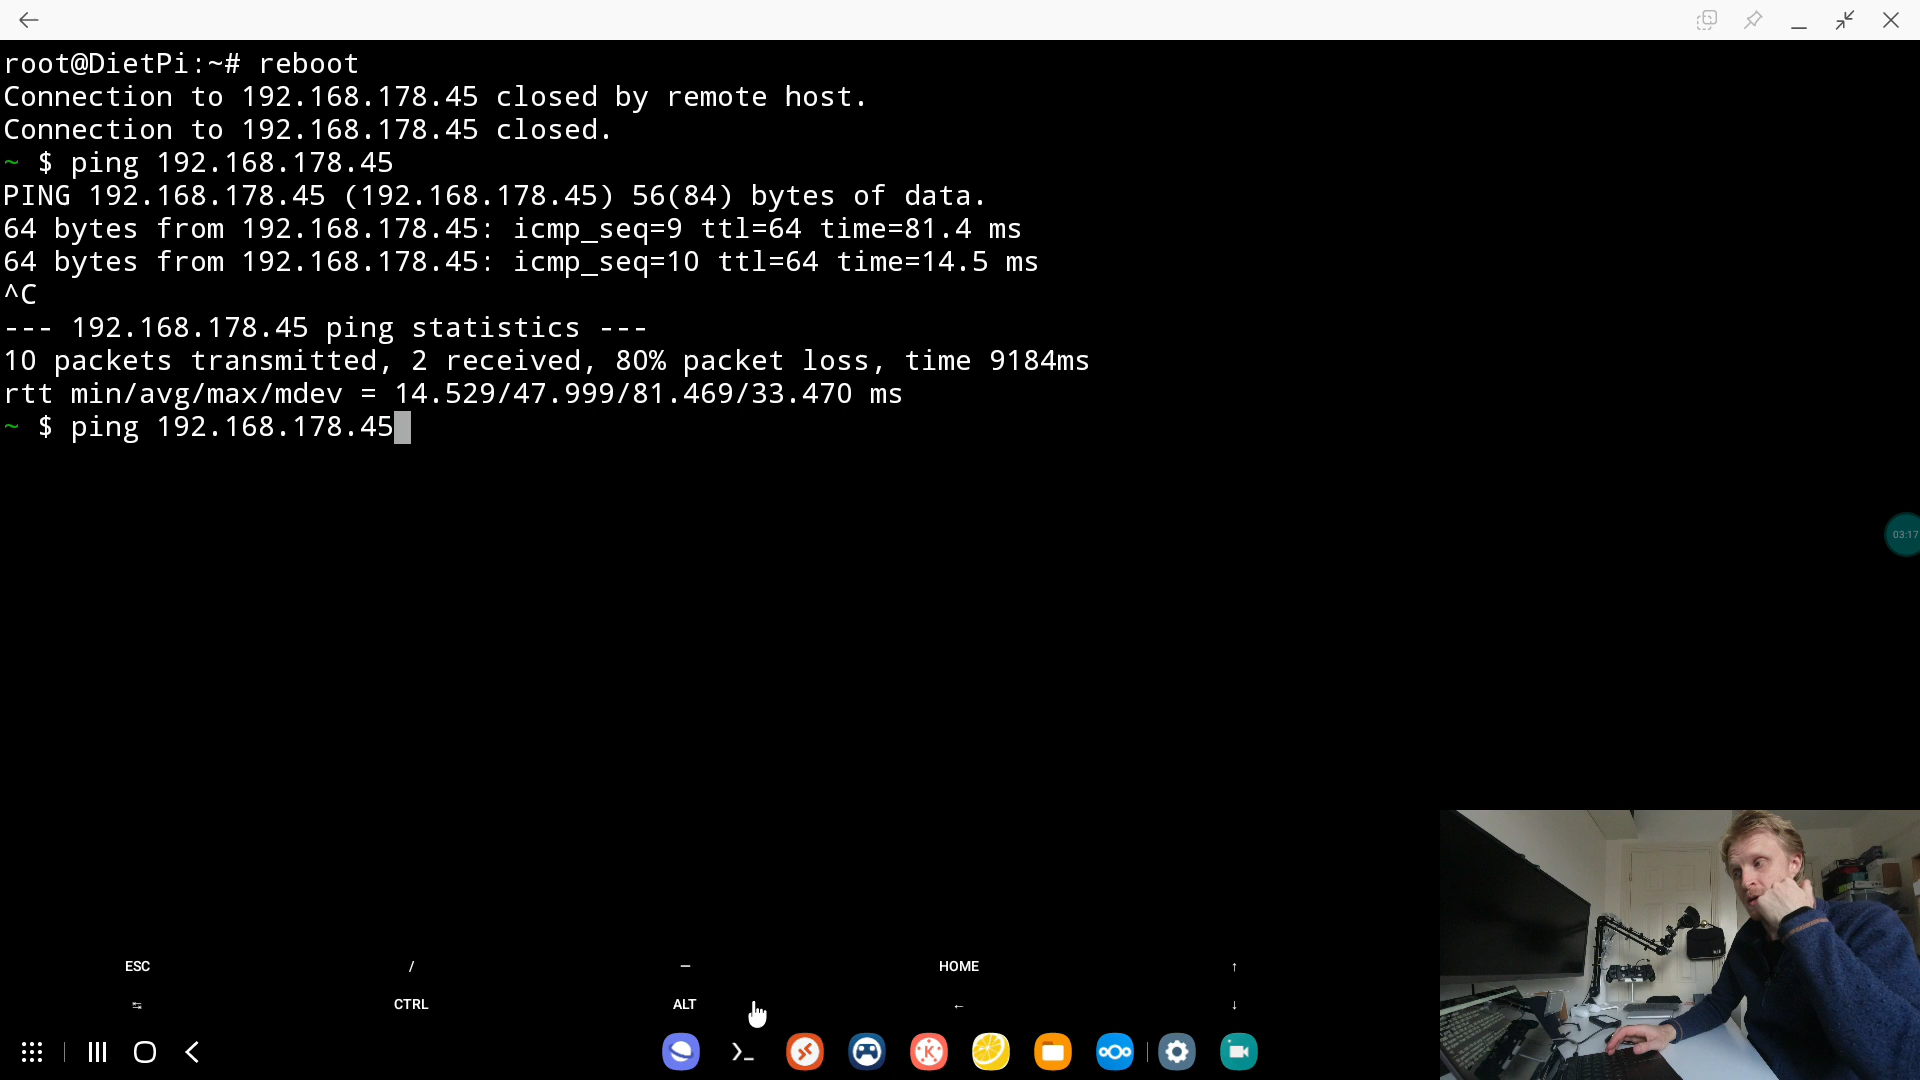 root@DietPi:~# reboot
Connection to 192.168.178.45 closed by remote host.
Connection to 192.168.178.45 closed.
~ $ ping 192.168.178.45
PING 192.168.178.45 (192.168.178.45) 56(84) bytes of data.
64 bytes from 192.168.178.45: icmp_seq=9 ttl=64 time=81.4 ms
64 bytes from 192.168.178.45: icmp_seq=10 ttl=64 time=14.5 ms
^C
--- 192.168.178.45 ping statistics ---
10 packets transmitted, 2 received, 80% packet loss, time 9184ms
rtt min/avg/max/mdev = 14.529/47.999/81.469/33.470 ms
~ $ ping 192.168.178.45
03:17
ESC / — HOME ↑
⇆ CTRL ALT ← ↓